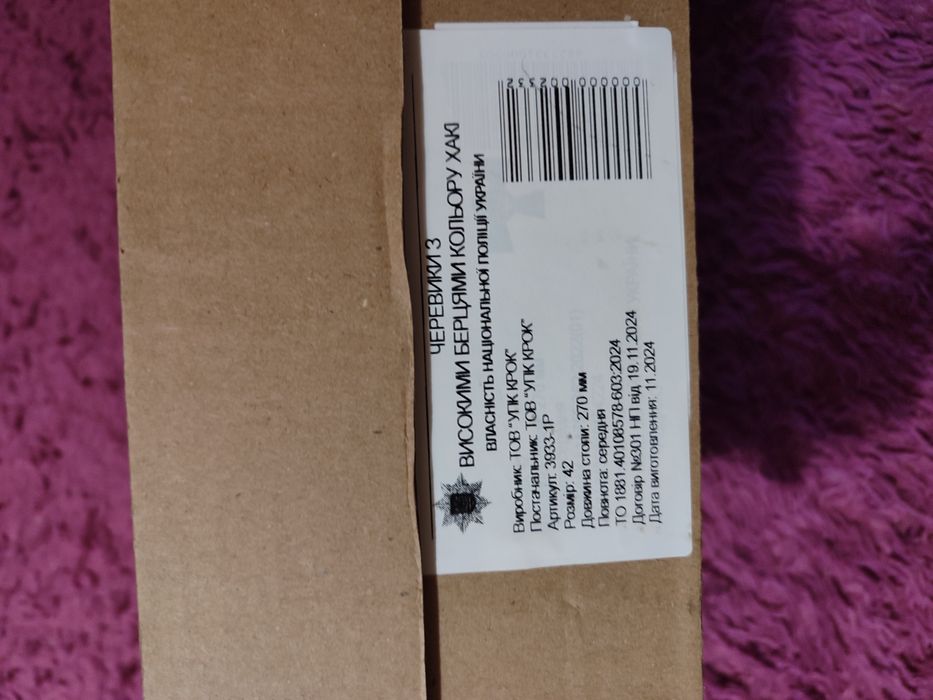 ЧЕРЕВИКИ З
ВИСОКИМИ БЕРЦЯМИ КОЛЬОРУ ХАКІ
ВЛАСНІСТЬ НАЦІОНАЛЬНОЇ ПОЛІЦІЇ УКРАЇНИ
Виробник: ТОВ "УПК КРОК"
Постачальник: ТОВ "УПК КРОК"
Артикул: 3933-1Р
Розмір: 42
Довжина стопи: 270 мм
Повнота: середня
ТО 1881.40108578-603:2024
Договір №301 НП від 19.11.2024
Дата виготовлення: 11.2024